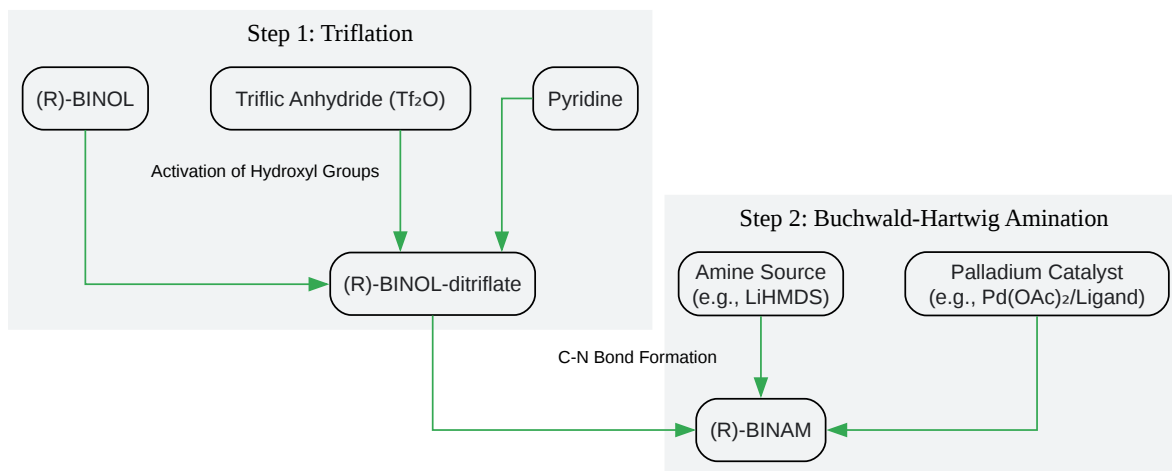 Step 1: Triflation
(R)-BINOL
Triflic Anhydride (Tf₂O)
Pyridine
Activation of Hydroxyl Groups
(R)-BINOL-ditriflate
Step 2: Buchwald-Hartwig Amination
Amine Source
(e.g., LiHMDS)
Palladium Catalyst
(e.g., Pd(OAc)₂/Ligand)
C-N Bond Formation
(R)-BINAM